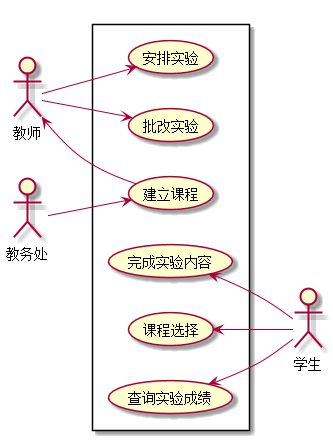 安排实验
批改实验
教师
建立课程
教务处
完成实验内容
课程选择
学生
查询实验成绩